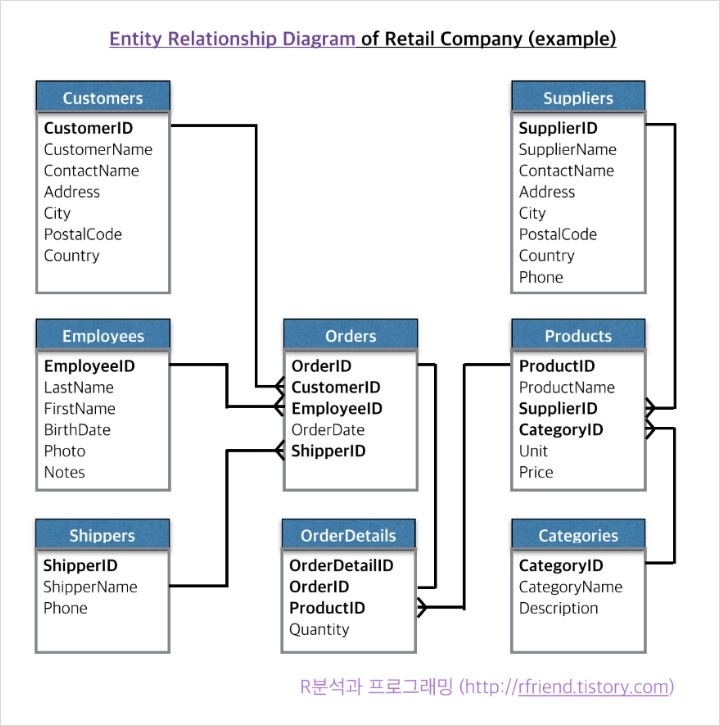 Entity Relationship Diagram of Retail Company (example)
Customers
CustomerID
CustomerName
ContactName
Address
City
PostalCode
Country
Suppliers
SupplierID
SupplierName
ContactName
Address
City
PostalCode
Country
Phone
Employees
EmployeeID
LastName
FirstName
BirthDate
Photo
Notes
Orders
OrderID
CustomerID
EmployeeID
OrderDate
ShipperID
Products
ProductID
ProductName
SupplierID
CategoryID
Unit
Price
Shippers
ShipperID
ShipperName
Phone
OrderDetails
OrderDetailID
OrderID
ProductID
Quantity
Categories
CategoryID
CategoryName
Description
R분석과 프로그래밍 (http://rfriend.tistory.com)